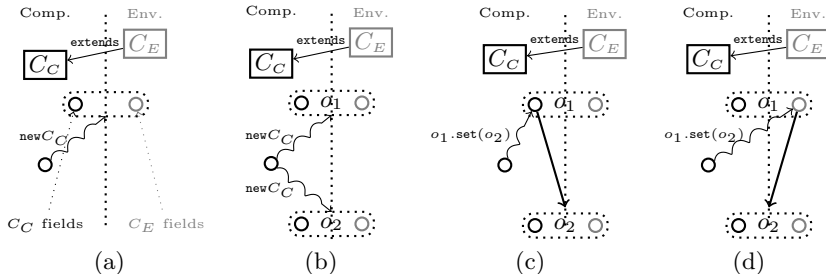 Comp. Env.
extends
C_C C_E
new C_C
C_C fields C_E fields
(a)
Comp. Env.
extends
C_C C_E
o_1
new C_C
new C_C
o_2
(b)
Comp. Env.
extends
C_C C_E
o_1
o_1.set(o_2)
o_2
(c)
Comp. Env.
extends
C_C C_E
o_1
o_1.set(o_2)
o_2
(d)